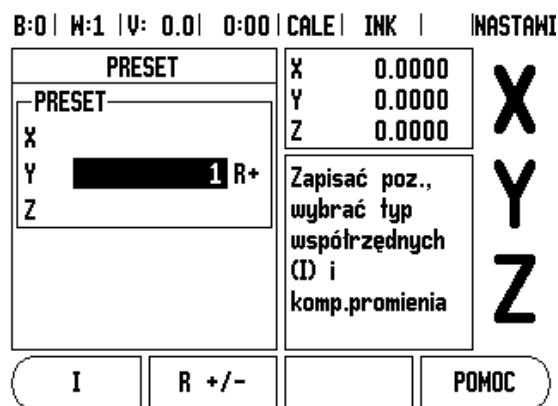 B:0 | W:1 | V: 0.0 | 0:00 | CALE | INK | | NASTAWI
PRESET
PRESET
X
Y 1 R+
Z
X 0.0000
Y 0.0000
Z 0.0000
Zapisać poz.,
wybrać typ
współrzędnych
(I) i
komp.promienia
X
Y
Z
I
R +/-
POMOC